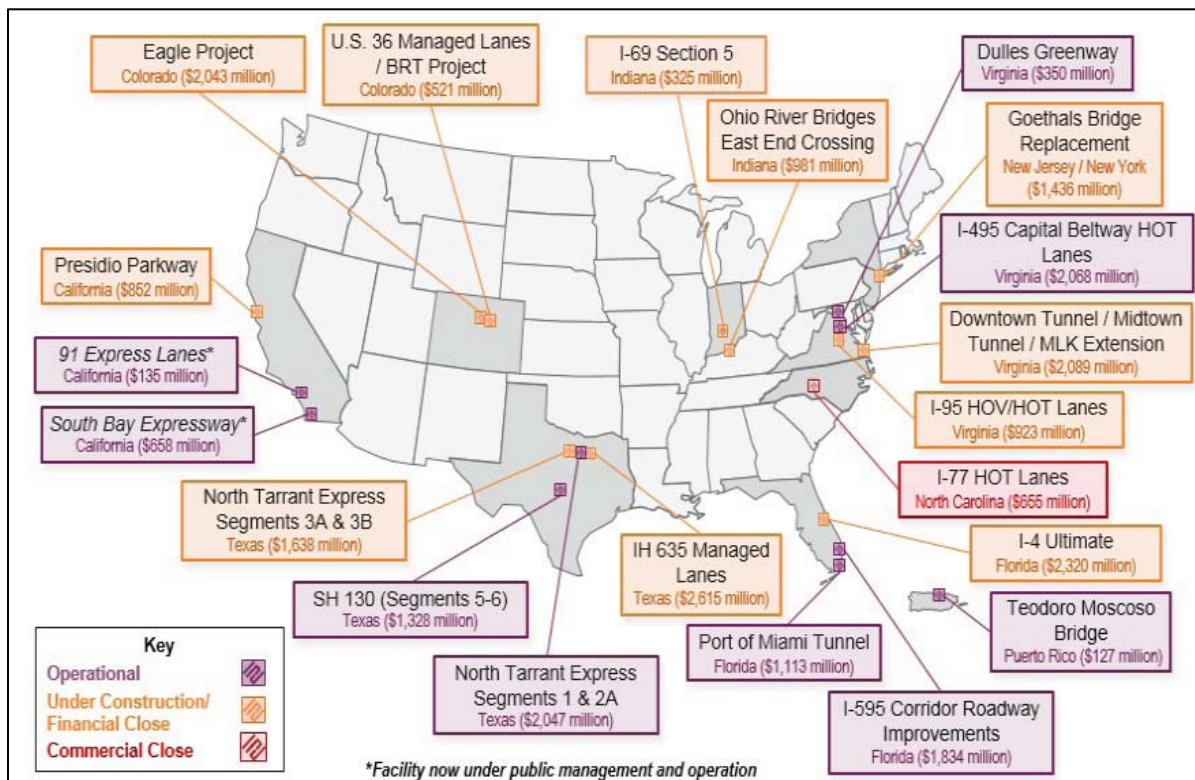 Eagle Project
Colorado ($2,043 million)
U.S. 36 Managed Lanes
/ BRT Project
Colorado ($521 million)
I-69 Section 5
Indiana ($325 million)
Ohio River Bridges
East End Crossing
Indiana ($981 million)
Dulles Greenway
Virginia ($350 million)
Goethals Bridge
Replacement
New Jersey / New York
($1,436 million)
I-495 Capital Beltway HOT
Lanes
Virginia ($2,068 million)
Presidio Parkway
California ($852 million)
Downtown Tunnel / Midtown
Tunnel / MLK Extension
Virginia ($2,089 million)
91 Express Lanes*
California ($135 million)
South Bay Expressway*
California ($658 million)
I-95 HOV/HOT Lanes
Virginia ($923 million)
I-77 HOT Lanes
North Carolina ($655 million)
North Tarrant Express
Segments 3A & 3B
Texas ($1,638 million)
IH 635 Managed
Lanes
Texas ($2,615 million)
I-4 Ultimate
Florida ($2,320 million)
SH 130 (Segments 5-6)
Texas ($1,328 million)
Port of Miami Tunnel
Florida ($1,113 million)
Teodoro Moscoso
Bridge
Puerto Rico ($127 million)
North Tarrant Express
Segments 1 & 2A
Texas ($2,047 million)
I-595 Corridor Roadway
Improvements
Florida ($1,834 million)
Key
Operational
Under Construction/
Financial Close
Commercial Close
*Facility now under public management and operation